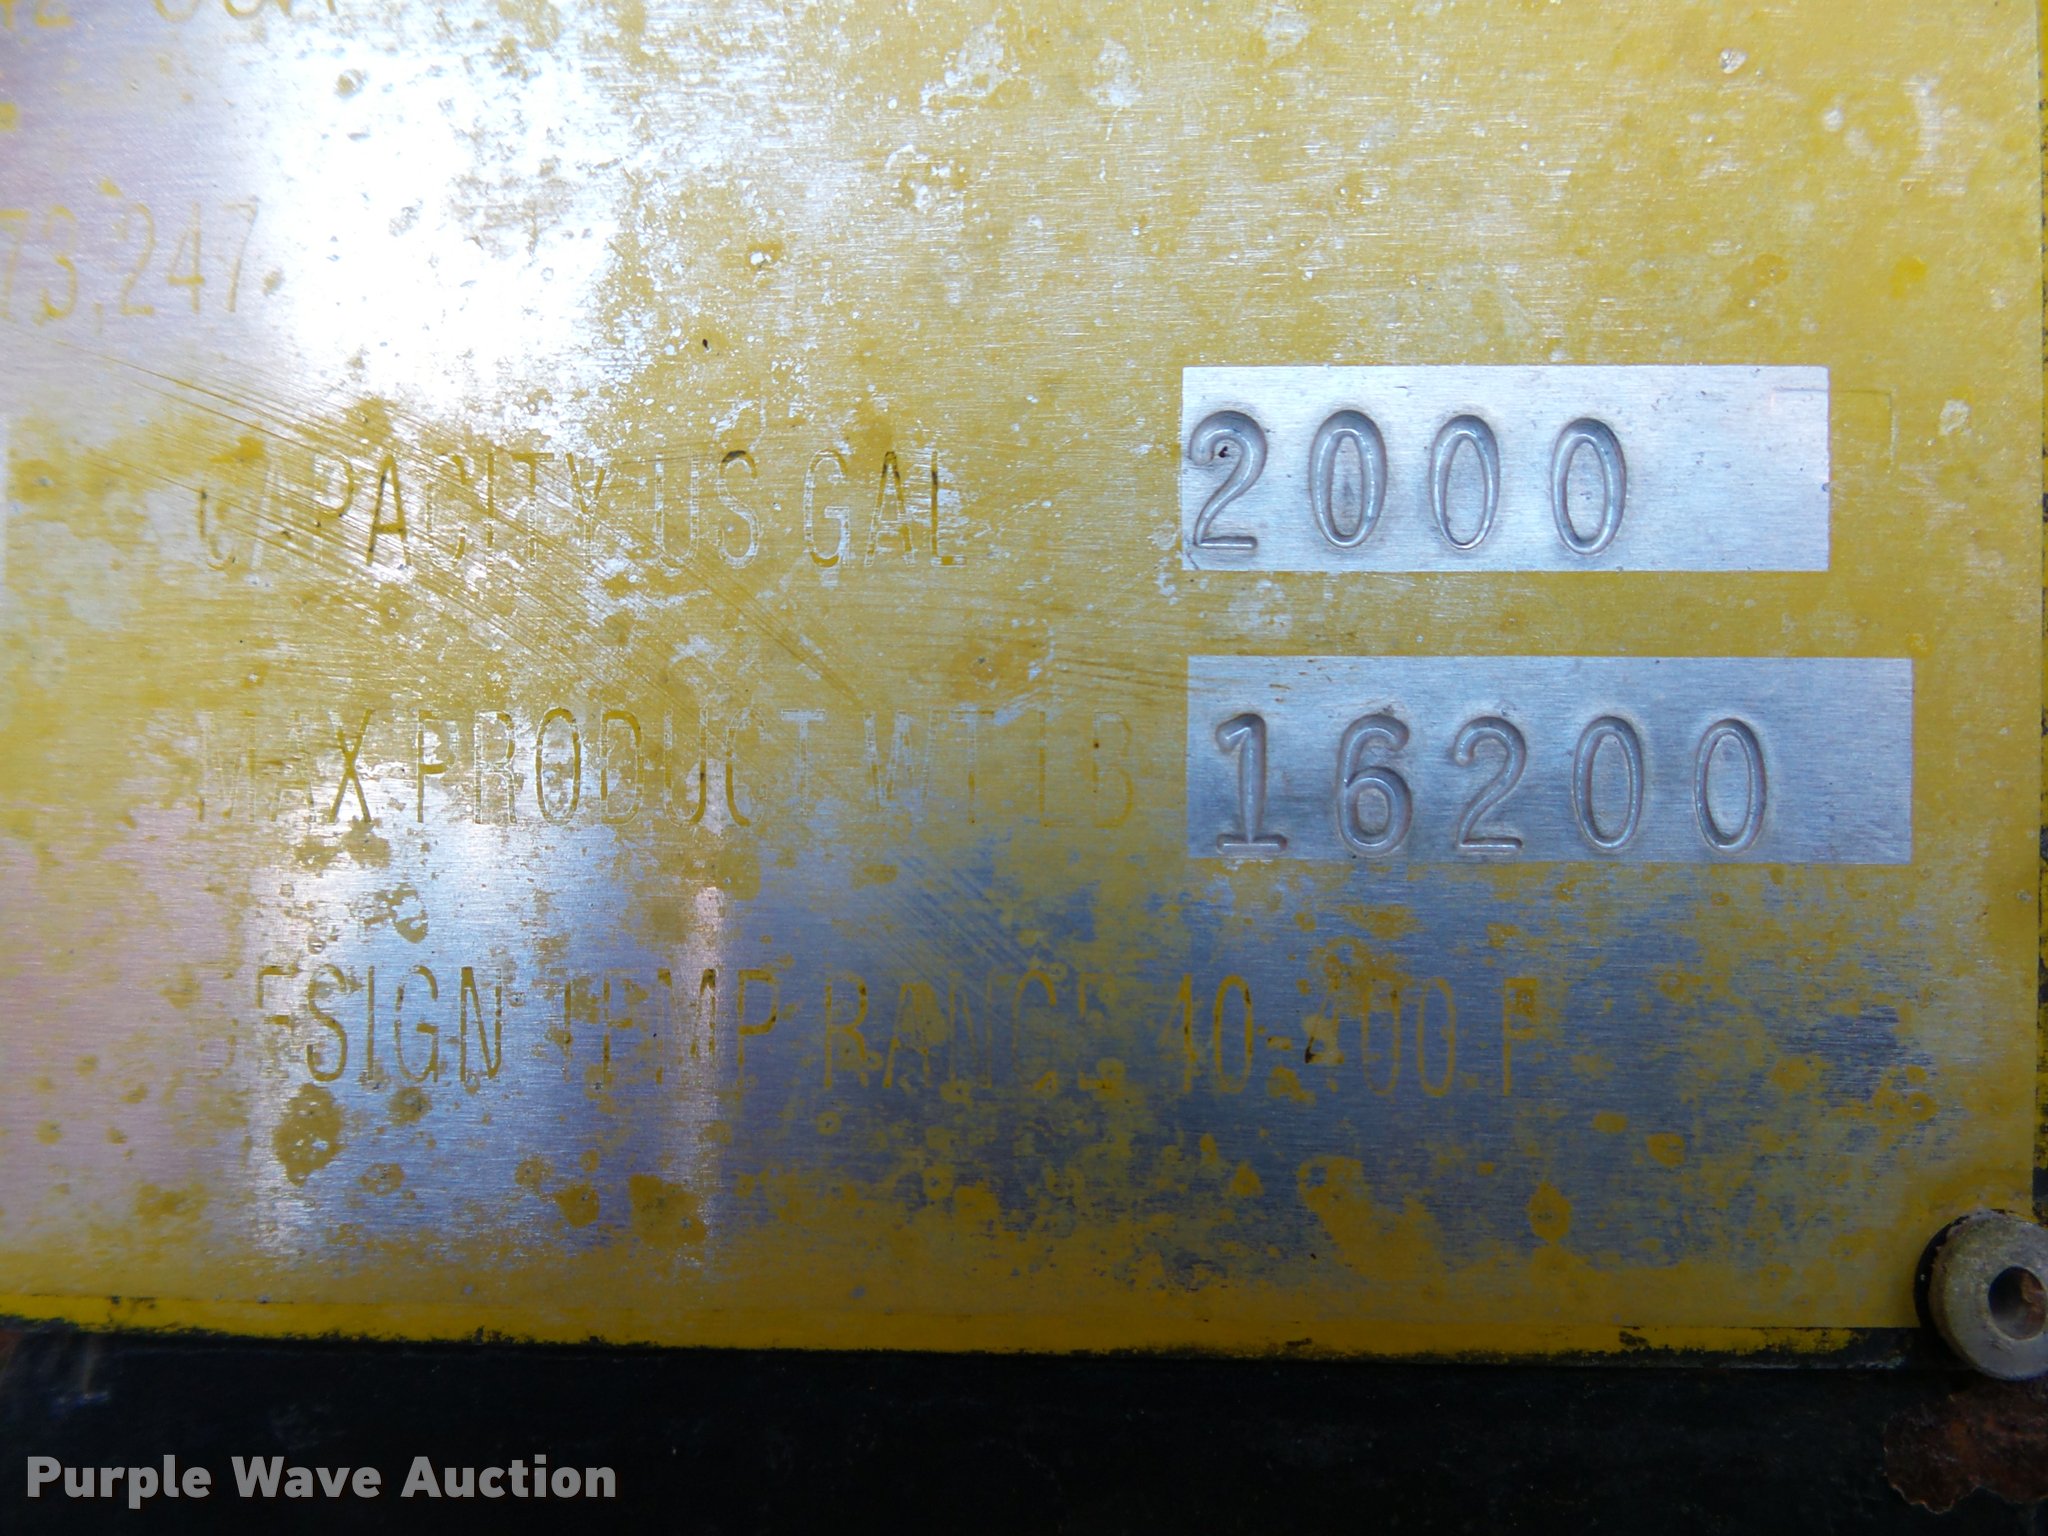 73,247
CAPACITY US GAL 2000
MAX PRODUCT WT LB 16200
DESIGN TEMP RANGE 40-400 F
Purple Wave Auction